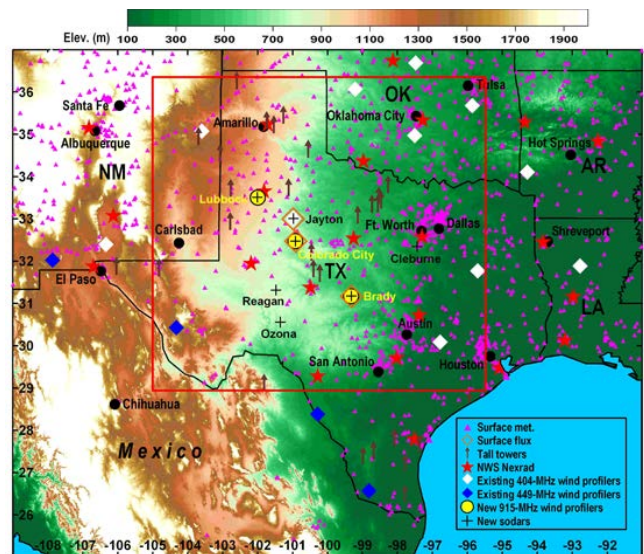 Elev. (m)
100 300 500 700 900 1100 1300 1500 1700 1900
36
35
34
33
32
31
30
29
28
27
26
25
Santa Fe
Albuquerque
NM
Amarillo
OK
Tulsa
Oklahoma City
Hot Springs
AR
Lubbock
Jayton
Carlsbad
Colorado City
Ft. Worth
Dallas
Cleburne
Shreveport
El Paso
TX
Reagan
Brady
LA
Ozona
Austin
San Antonio
Houston
Chihuahua
Mexico
Surface met.
Surface flux
Tall towers
NWS Nexrad
Existing 404-MHz wind profilers
Existing 449-MHz wind profilers
New 915-MHz wind profilers
New sodars
-108 -107 -106 -105 -104 -103 -102 -101 -100 -99 -98 -97 -96 -95 -94 -93 -92